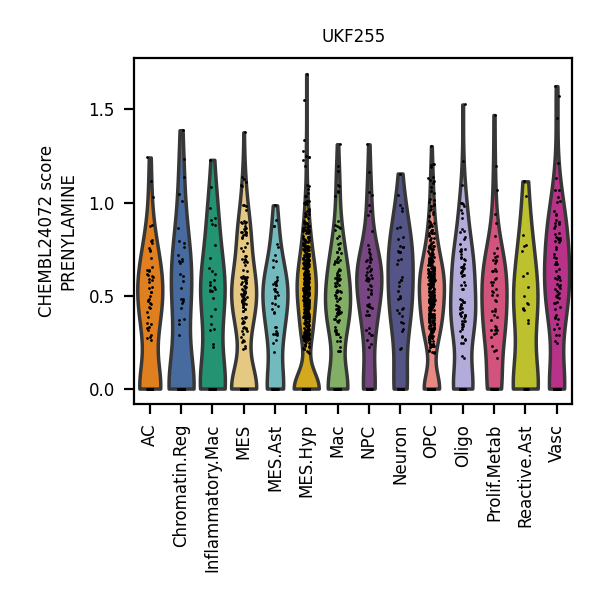 UKF255
CHEMBL24072 score
PRENYLAMINE
1.5
1.0
0.5
0.0
AC
Chromatin.Reg
Inflammatory.Mac
MES
MES.Ast
MES.Hyp
Mac
NPC
Neuron
OPC
Oligo
Prolif.Metab
Reactive.Ast
Vasc